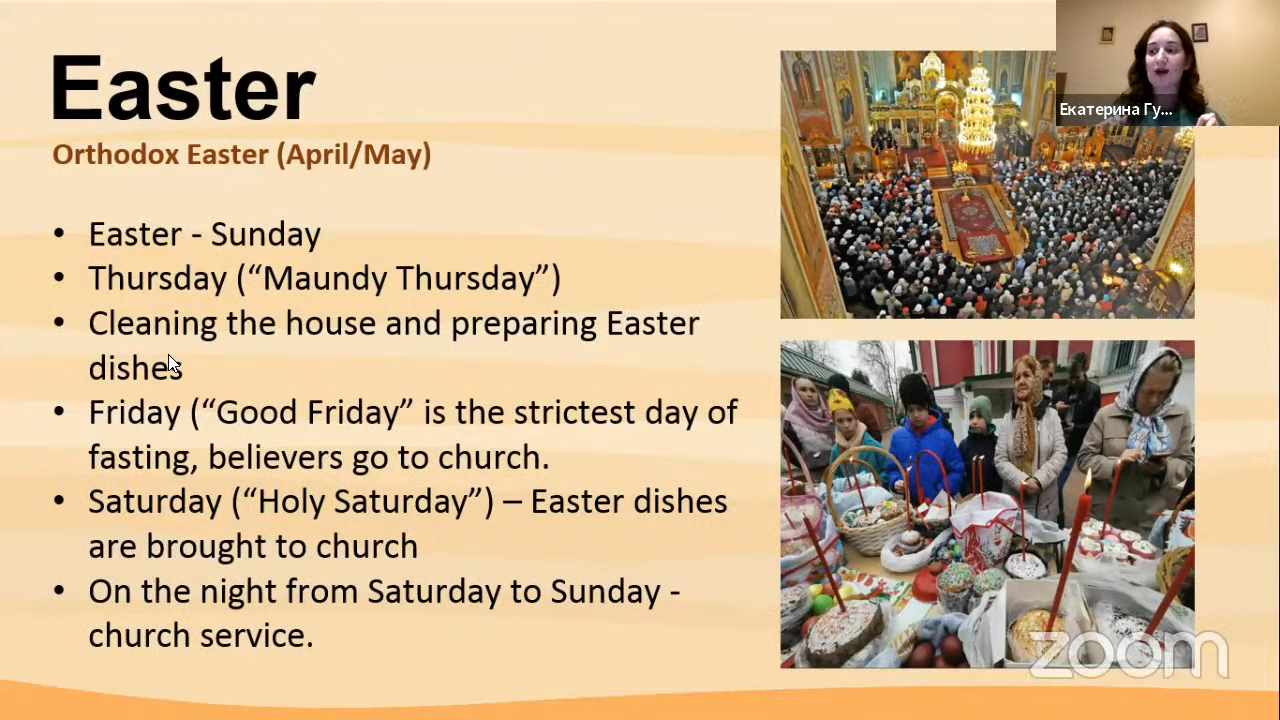 Easter
Orthodox Easter (April/May)
• Easter - Sunday
• Thursday (“Maundy Thursday”)
• Cleaning the house and preparing Easter
dishes
• Friday (“Good Friday” is the strictest day of
fasting, believers go to church.
• Saturday (“Holy Saturday”) – Easter dishes
are brought to church
• On the night from Saturday to Sunday -
church service.
Екатерина Гу...
zoom